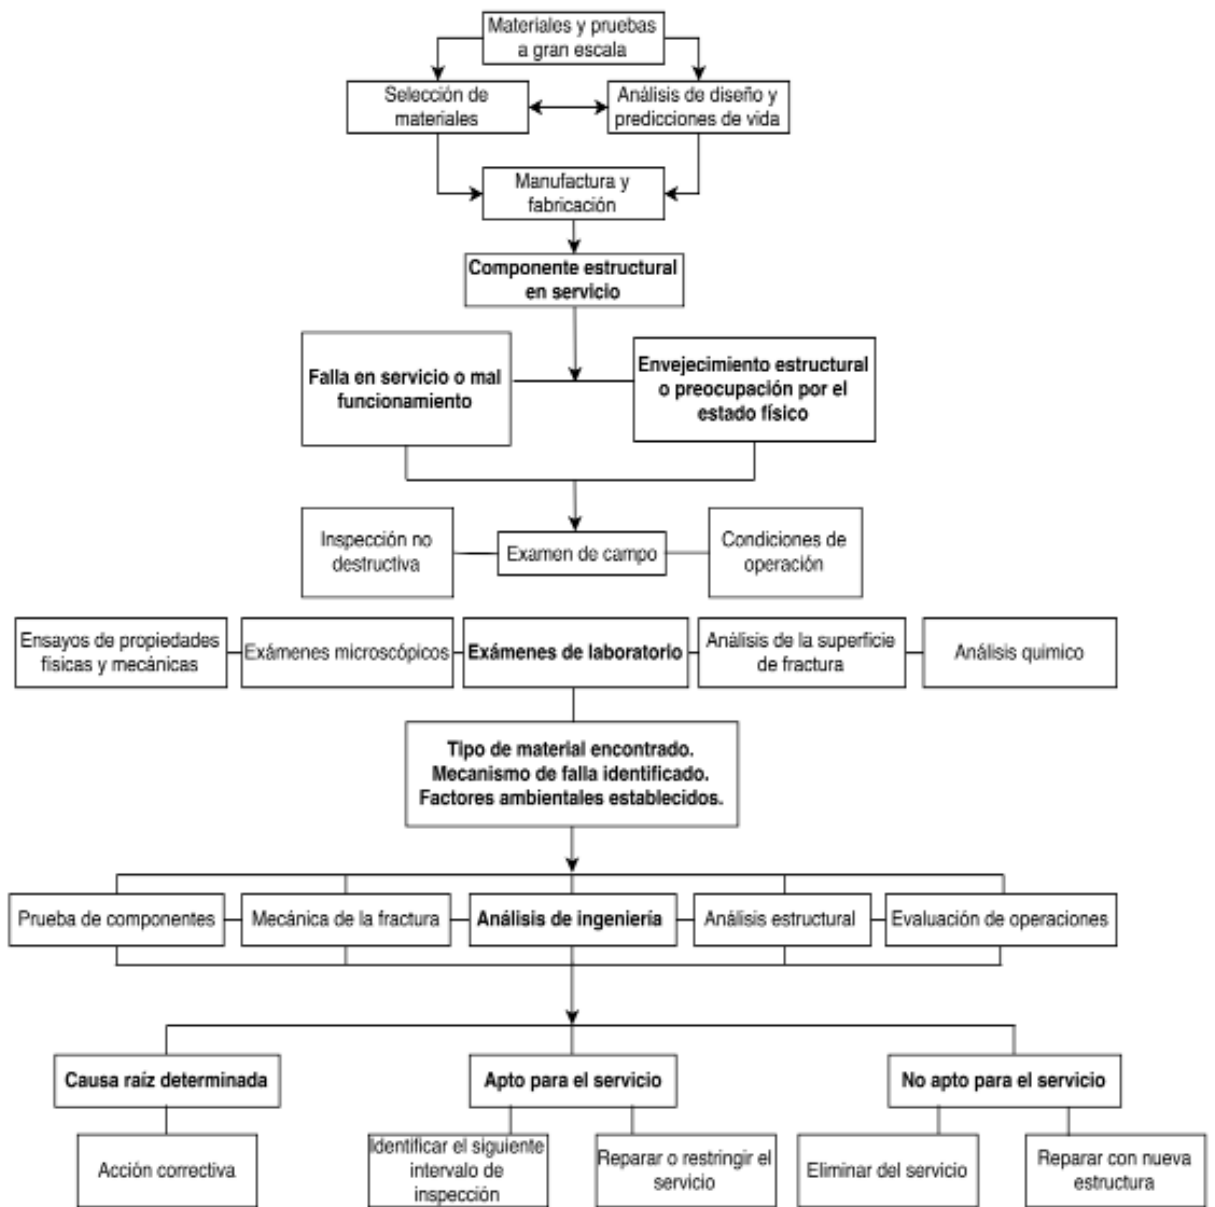 Materiales y pruebas
a gran escala
Selección de
materiales
Análisis de diseño y
predicciones de vida
Manufactura y
fabricación
Componente estructural
en servicio
Falla en servicio o mal
funcionamiento
Envejecimiento estructural
o preocupación por el
estado físico
Inspección no
destructiva
Examen de campo
Condiciones de
operación
Ensayos de propiedades
físicas y mecánicas
Exámenes microscópicos
Exámenes de laboratorio
Análisis de la superficie
de fractura
Análisis quimico
Tipo de material encontrado.
Mecanismo de falla identificado.
Factores ambientales establecidos.
Prueba de componentes
Mecánica de la fractura
Análisis de ingeniería
Análisis estructural
Evaluación de operaciones
Causa raíz determinada
Apto para el servicio
No apto para el servicio
Acción correctiva
Identificar el siguiente
intervalo de
inspección
Reparar o restringir el
servicio
Eliminar del servicio
Reparar con nueva
estructura